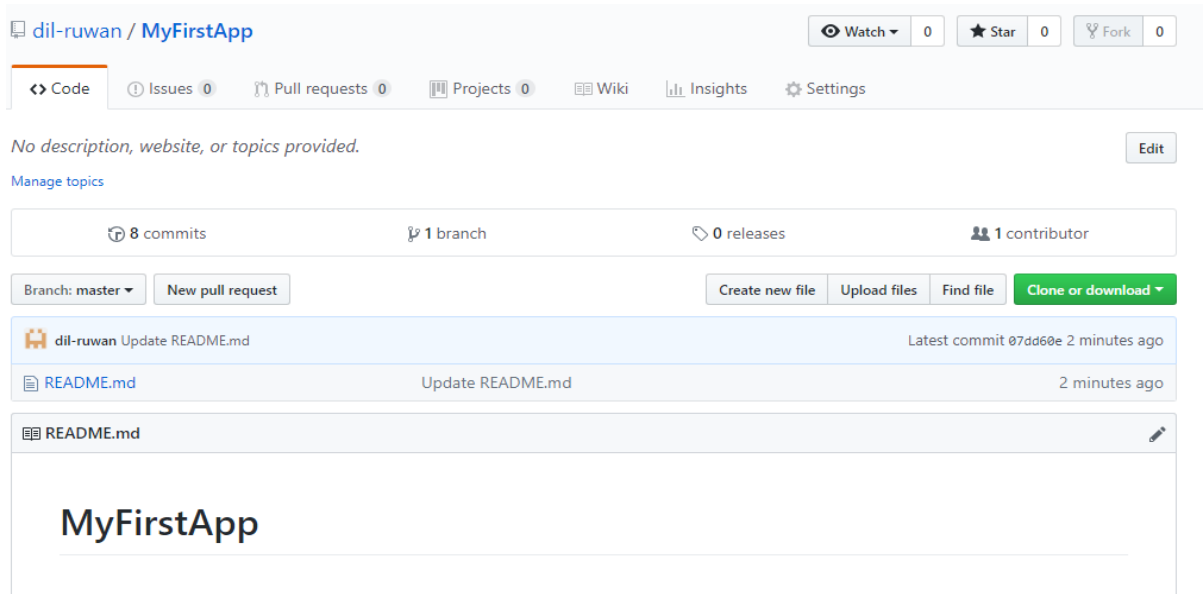 dil-ruwan / MyFirstApp
Watch 0 Star 0 Fork 0
Code Issues 0 Pull requests 0 Projects 0 Wiki Insights Settings
No description, website, or topics provided. Edit
Manage topics
8 commits 1 branch 0 releases 1 contributor
Branch: master New pull request Create new file Upload files Find file Clone or download
dil-ruwan Update README.md Latest commit 07dd60e 2 minutes ago
README.md Update README.md 2 minutes ago
README.md
MyFirstApp